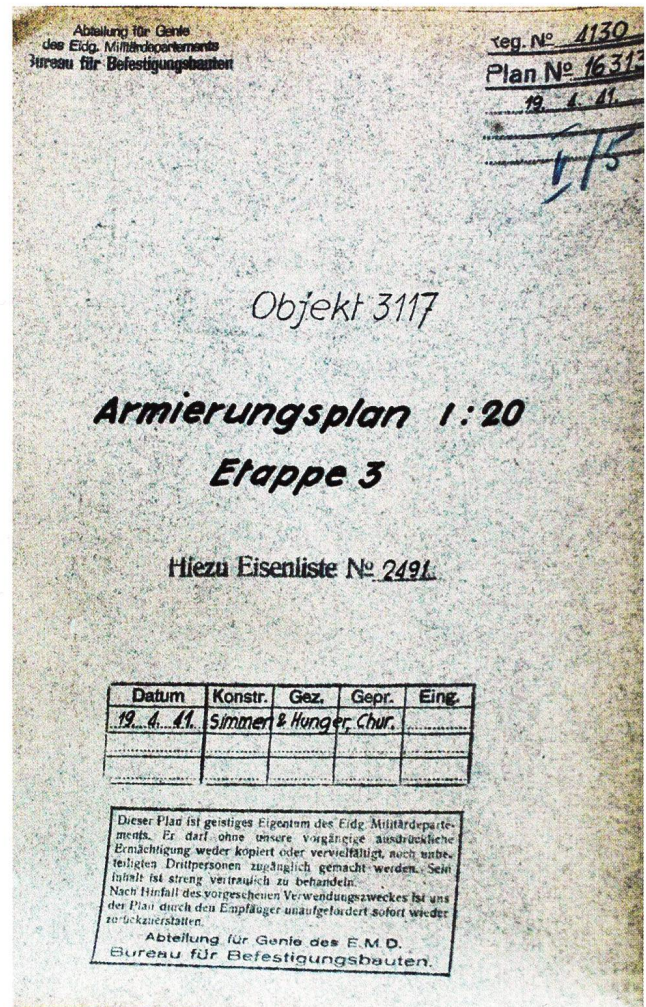 Abteilung für Genie
des Eidg. Militärdepartements
Bureau für Befestigungsbauten
Reg. Nº 4130
Plan Nº 16313
19. 4. 41.
I/5
Objekt 3117
Armierungsplan 1:20
Etappe 3
Hiezu Eisenliste Nº 2491.
Datum Konstr. Gez. Gepr. Eing.
19. 4. 41. Simmen & Hunger, Chur.
Dieser Plan ist geistiges Eigentum des Eidg. Militärdeparte-
ments. Er darf ohne unsere vorgängige ausdrückliche
Ermächtigung weder kopiert oder vervielfältigt, noch unbe-
teiligten Drittpersonen zugänglich gemacht werden. Sein
Inhalt ist streng vertraulich zu behandeln.
Nach Hinfall des vorgesehenen Verwendungszweckes ist uns
der Plan durch den Empfänger unaufgefordert sofort wieder
zurückzuerstatten.
Abteilung für Genie des E.M.D.
Bureau für Befestigungsbauten.